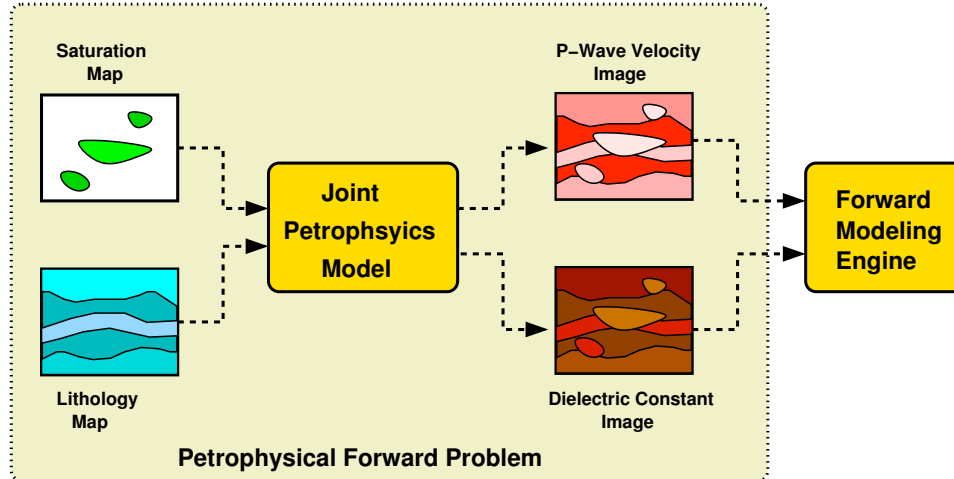 Saturation
Map
P−Wave Velocity
Image
Joint
Petrophsyics
Model
Forward
Modeling
Engine
Lithology
Map
Dielectric Constant
Image
Petrophysical Forward Problem